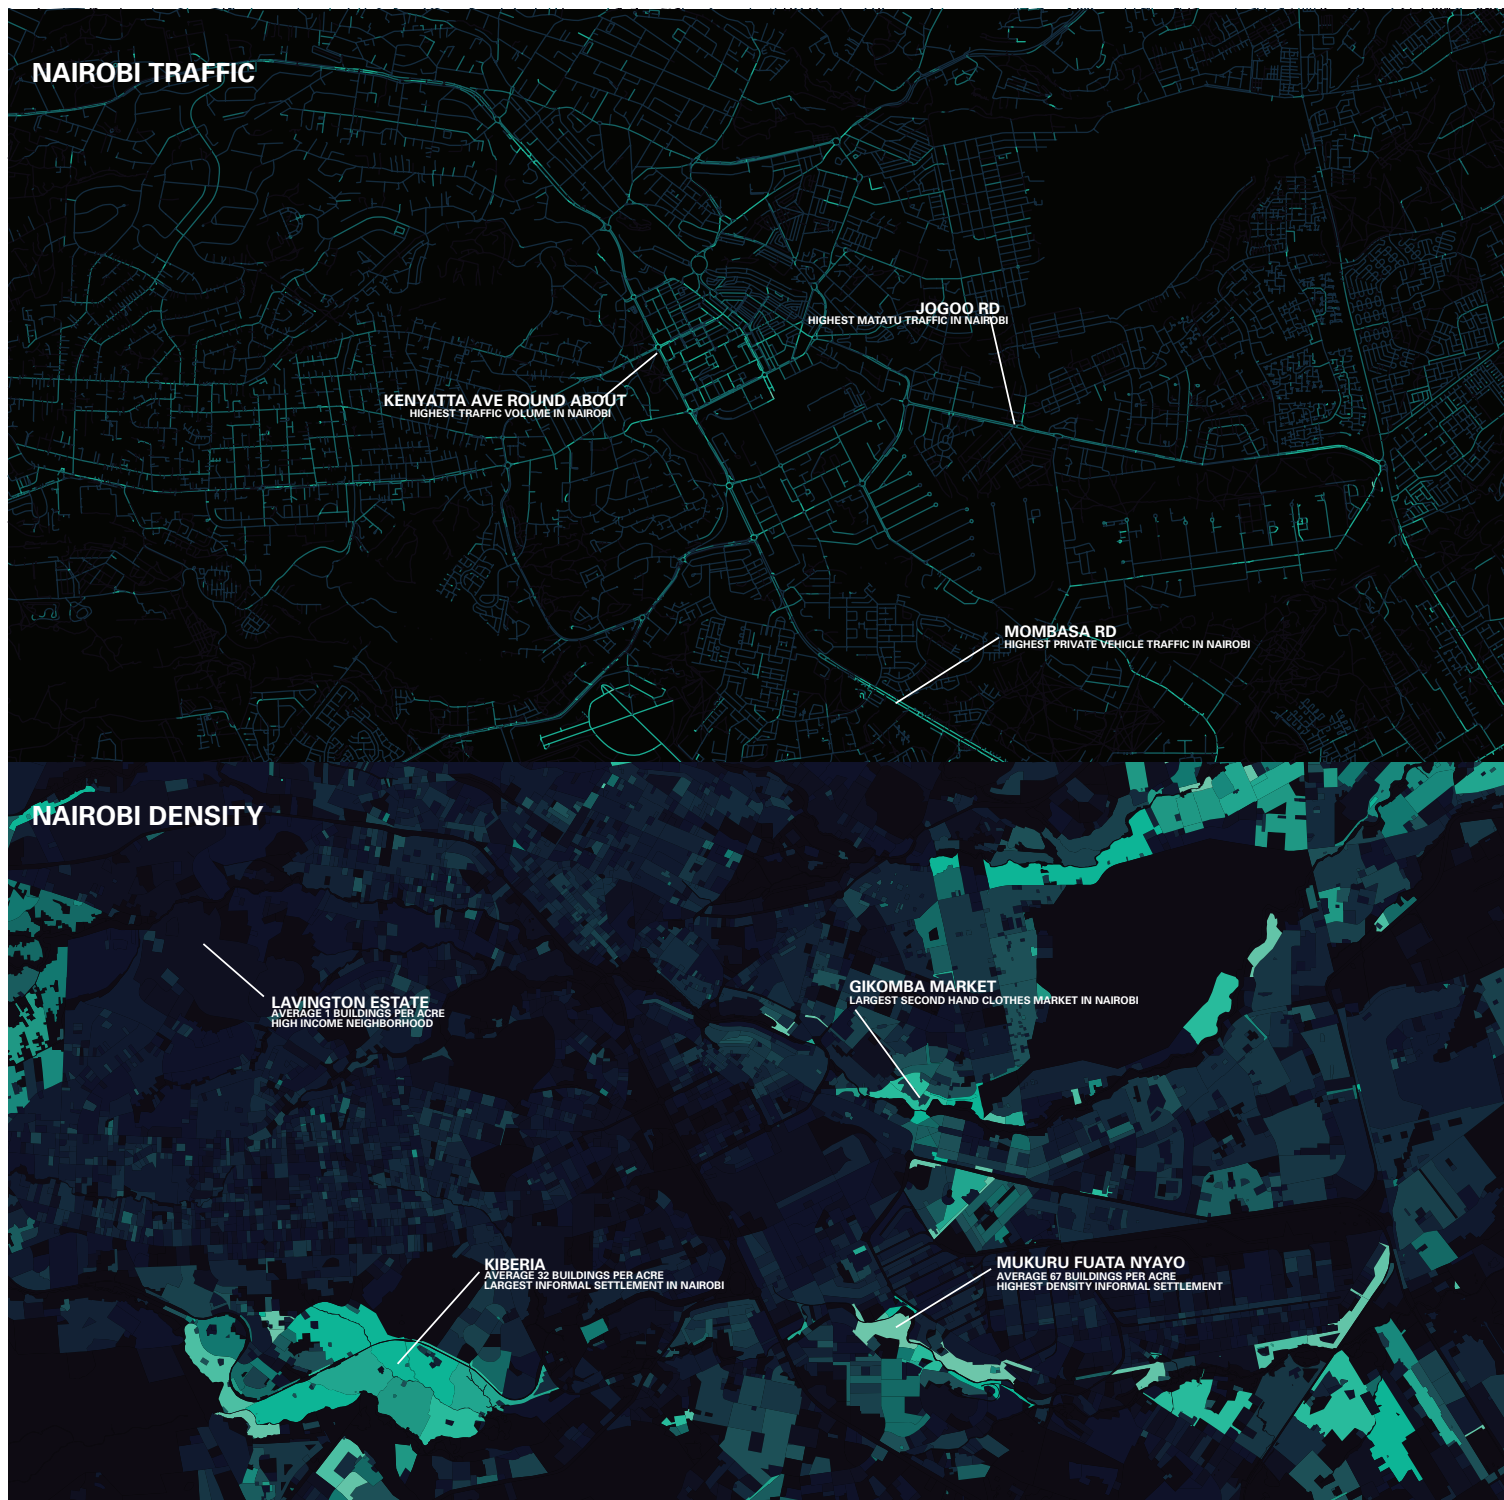 NAIROBI TRAFFIC
JOGOO RD
HIGHEST MATATU TRAFFIC IN NAIROBI
KENYATTA AVE ROUND ABOUT
HIGHEST TRAFFIC VOLUME IN NAIROBI
MOMBASA RD
HIGHEST PRIVATE VEHICLE TRAFFIC IN NAIROBI
NAIROBI DENSITY
LAVINGTON ESTATE
AVERAGE 1 BUILDINGS PER ACRE
HIGH INCOME NEIGHBORHOOD
GIKOMBA MARKET
LARGEST SECOND HAND CLOTHES MARKET IN NAIROBI
KIBERIA
AVERAGE 32 BUILDINGS PER ACRE
LARGEST INFORMAL SETTLEMENT IN NAIROBI
MUKURU FUATA NYAYO
AVERAGE 67 BUILDINGS PER ACRE
HIGHEST DENSITY INFORMAL SETTLEMENT